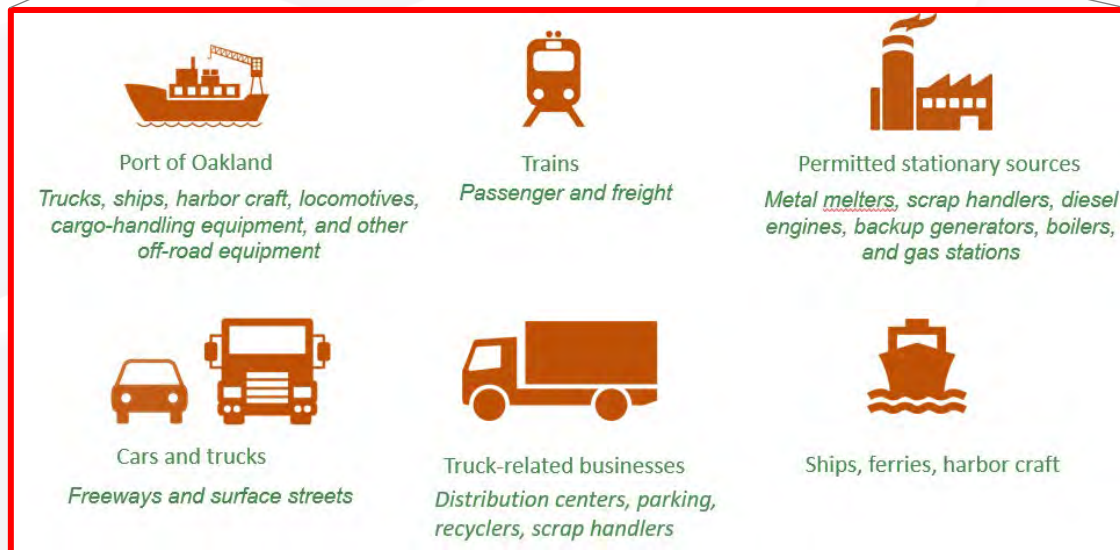 Port of Oakland
Trucks, ships, harbor craft, locomotives,
cargo-handling equipment, and other
off-road equipment
Trains
Passenger and freight
Permitted stationary sources
Metal melters, scrap handlers, diesel
engines, backup generators, boilers,
and gas stations
Cars and trucks
Freeways and surface streets
Truck-related businesses
Distribution centers, parking,
recyclers, scrap handlers
Ships, ferries, harbor craft